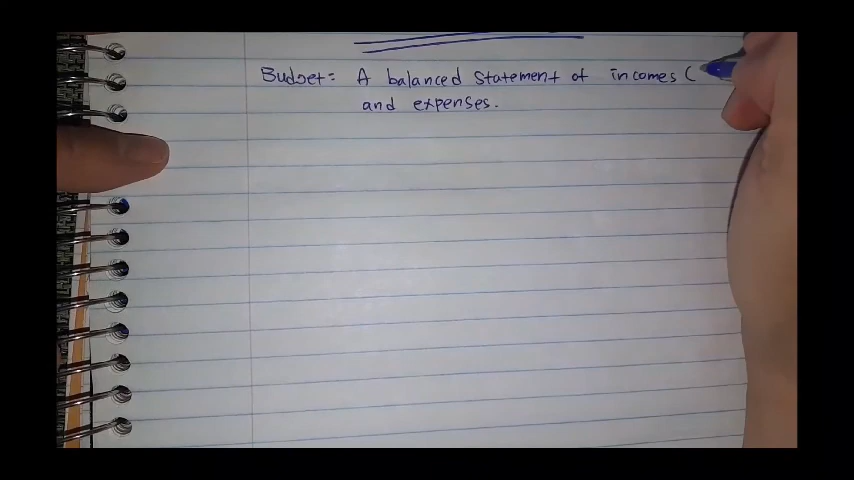 Budget: A balanced statement of incomes (
and expenses.